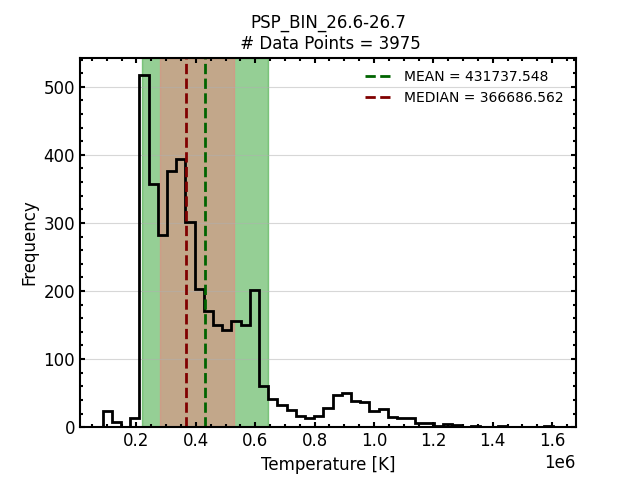 PSP_BIN_26.6-26.7
# Data Points = 3975
MEAN = 431737.548
MEDIAN = 366686.562
Frequency
500
400
300
200
100
0
0.2 0.4 0.6 0.8 1.0 1.2 1.4 1.6
1e6
Temperature [K]